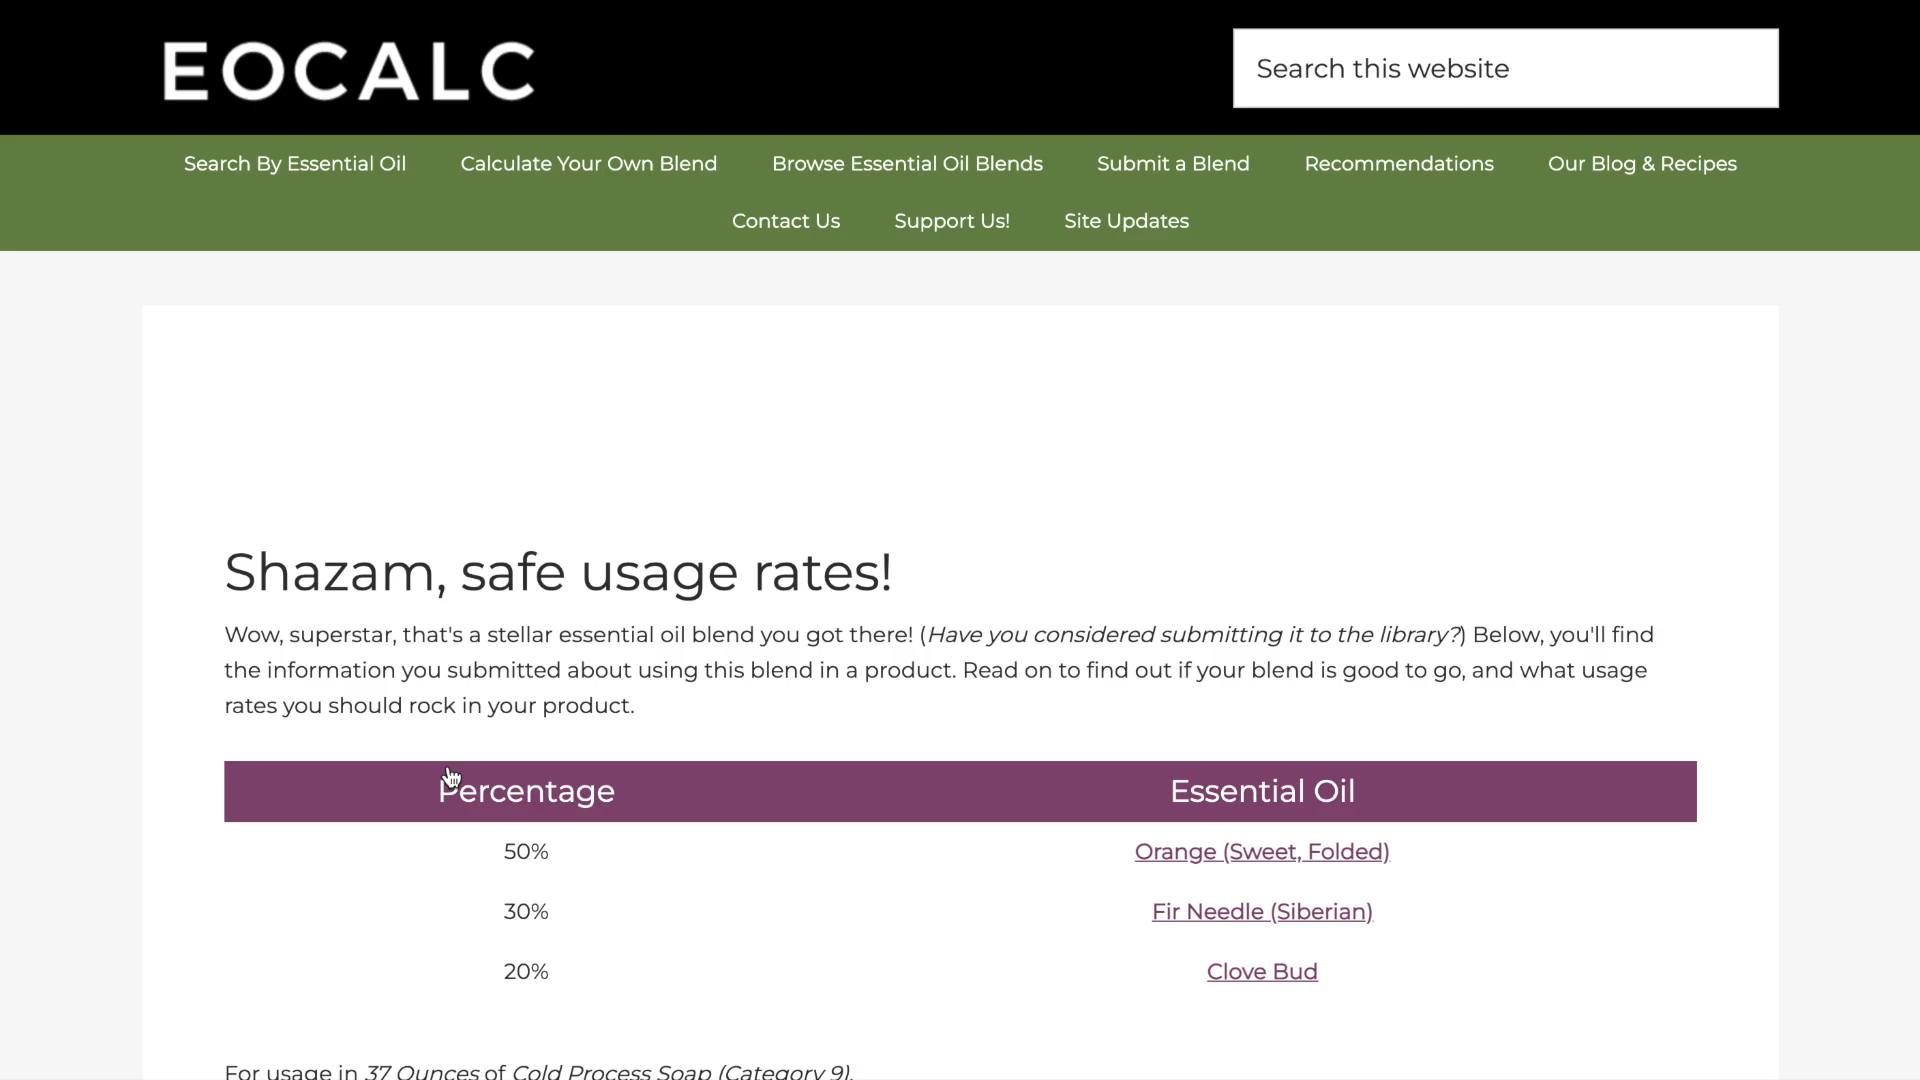 EOCALC
Search this website
Search By Essential Oil Calculate Your Own Blend Browse Essential Oil Blends Submit a Blend Recommendations Our Blog & Recipes
Contact Us Support Us! Site Updates
Shazam, safe usage rates!
Wow, superstar, that's a stellar essential oil blend you got there! (Have you considered submitting it to the library?) Below, you'll find
the information you submitted about using this blend in a product. Read on to find out if your blend is good to go, and what usage
rates you should rock in your product.
Percentage Essential Oil
50% Orange (Sweet, Folded)
30% Fir Needle (Siberian)
20% Clove Bud
For usage in 37 Ounces of Cold Process Soap (Category 9).